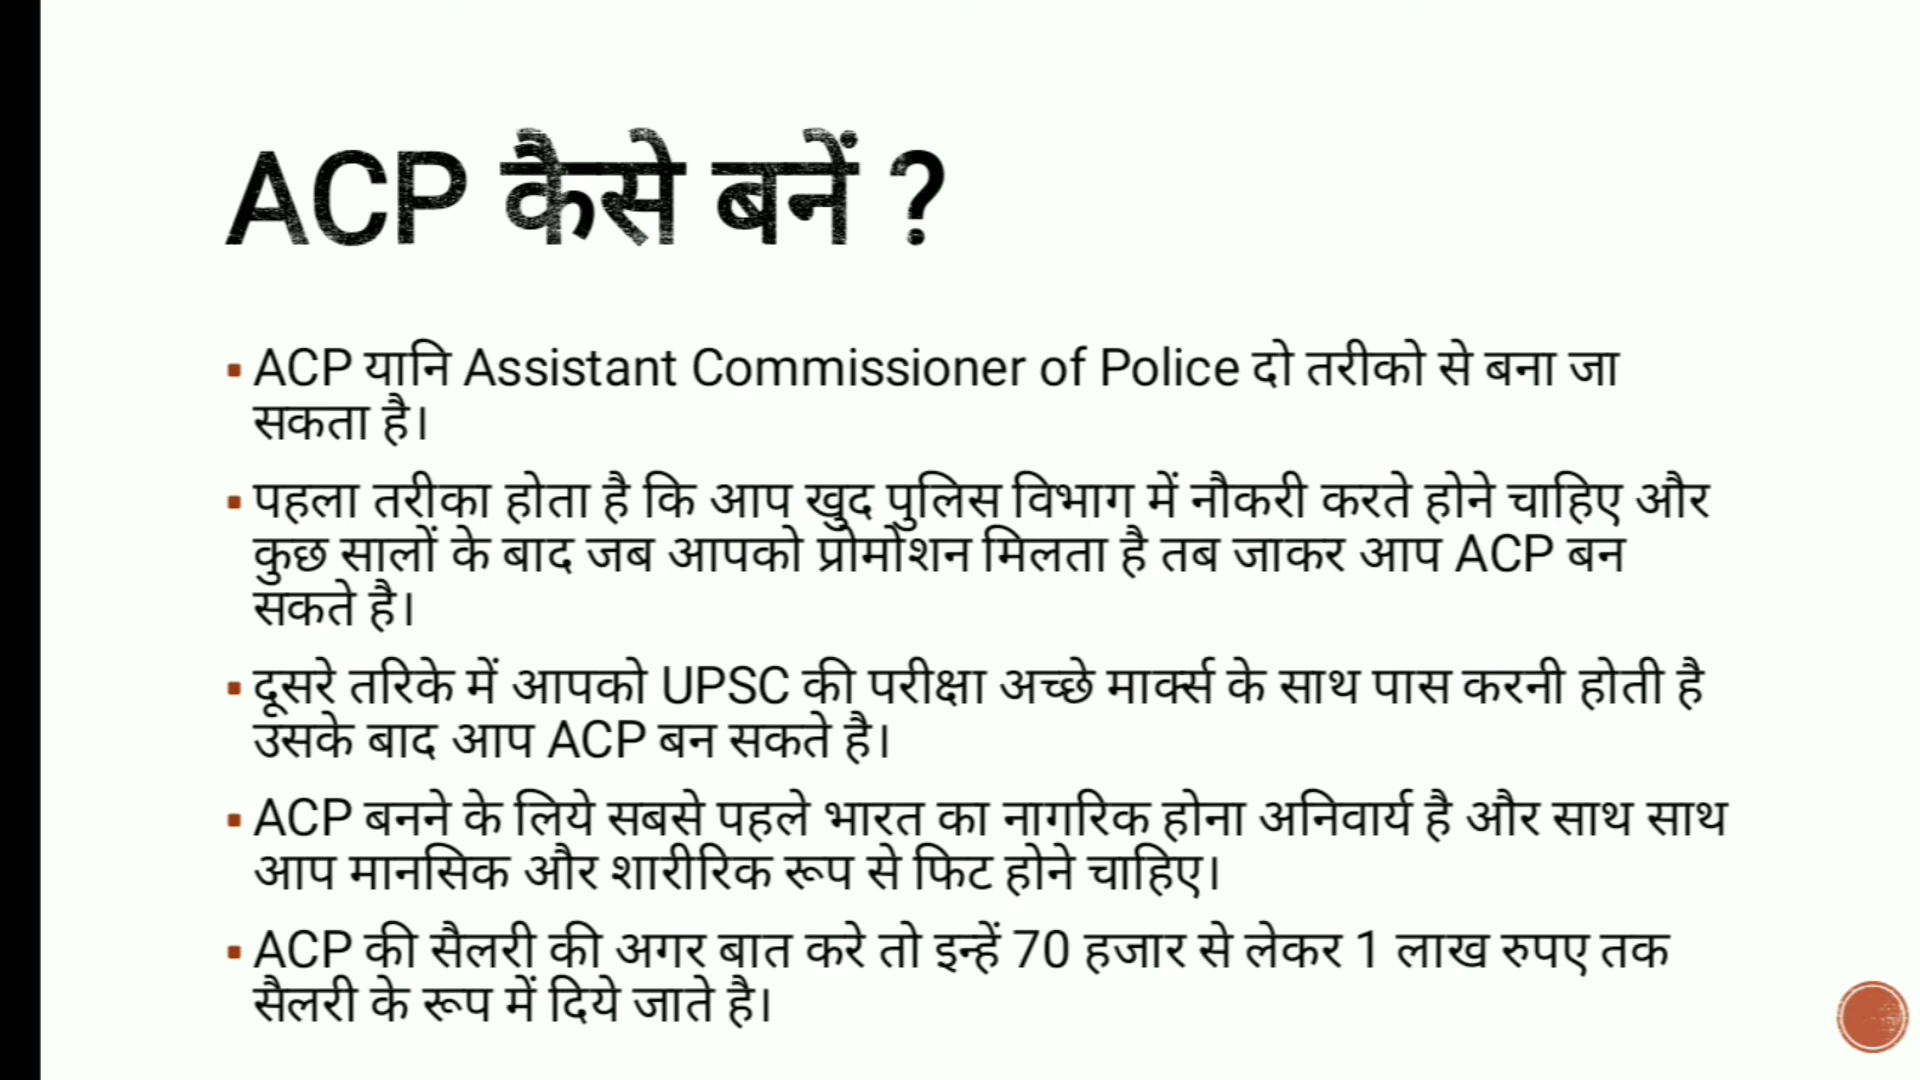 ACP कैसे बनें ?
▪ ACP यानि Assistant Commissioner of Police दो तरीको से बना जा
सकता है।
▪ पहला तरीका होता है कि आप खुद पुलिस विभाग में नौकरी करते होने चाहिए और
कुछ सालों के बाद जब आपको प्रोमोशन मिलता है तब जाकर आप ACP बन
सकते है।
▪ दूसरे तरिके में आपको UPSC की परीक्षा अच्छे मार्क्स के साथ पास करनी होती है
उसके बाद आप ACP बन सकते है।
▪ ACP बनने के लिये सबसे पहले भारत का नागरिक होना अनिवार्य है और साथ साथ
आप मानसिक और शारीरिक रूप से फिट होने चाहिए।
▪ ACP की सैलरी की अगर बात करे तो इन्हें 70 हजार से लेकर 1 लाख रुपए तक
सैलरी के रूप में दिये जाते है।